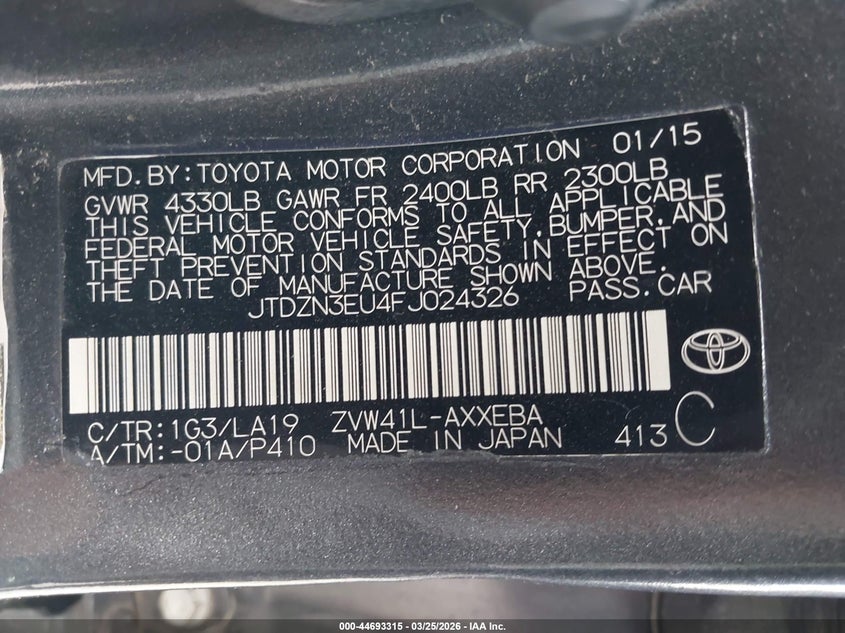 MFD. BY: TOYOTA MOTOR CORPORATION 01/15
GVWR 4330LB GAWR FR 2400LB RR 2300LB
THIS VEHICLE CONFORMS TO ALL APPLICABLE
FEDERAL MOTOR VEHICLE SAFETY, BUMPER, AND
THEFT PREVENTION STANDARDS IN EFFECT ON
THE DATE OF MANUFACTURE SHOWN ABOVE.
JTDZN3EU4FJ024326 PASS. CAR
C/TR: 1G3/LA19 ZVW41L-AXXEBA
A/TM: -01A/P410 MADE IN JAPAN 413 C
000-44693315 - 03/25/2026 - IAA Inc.